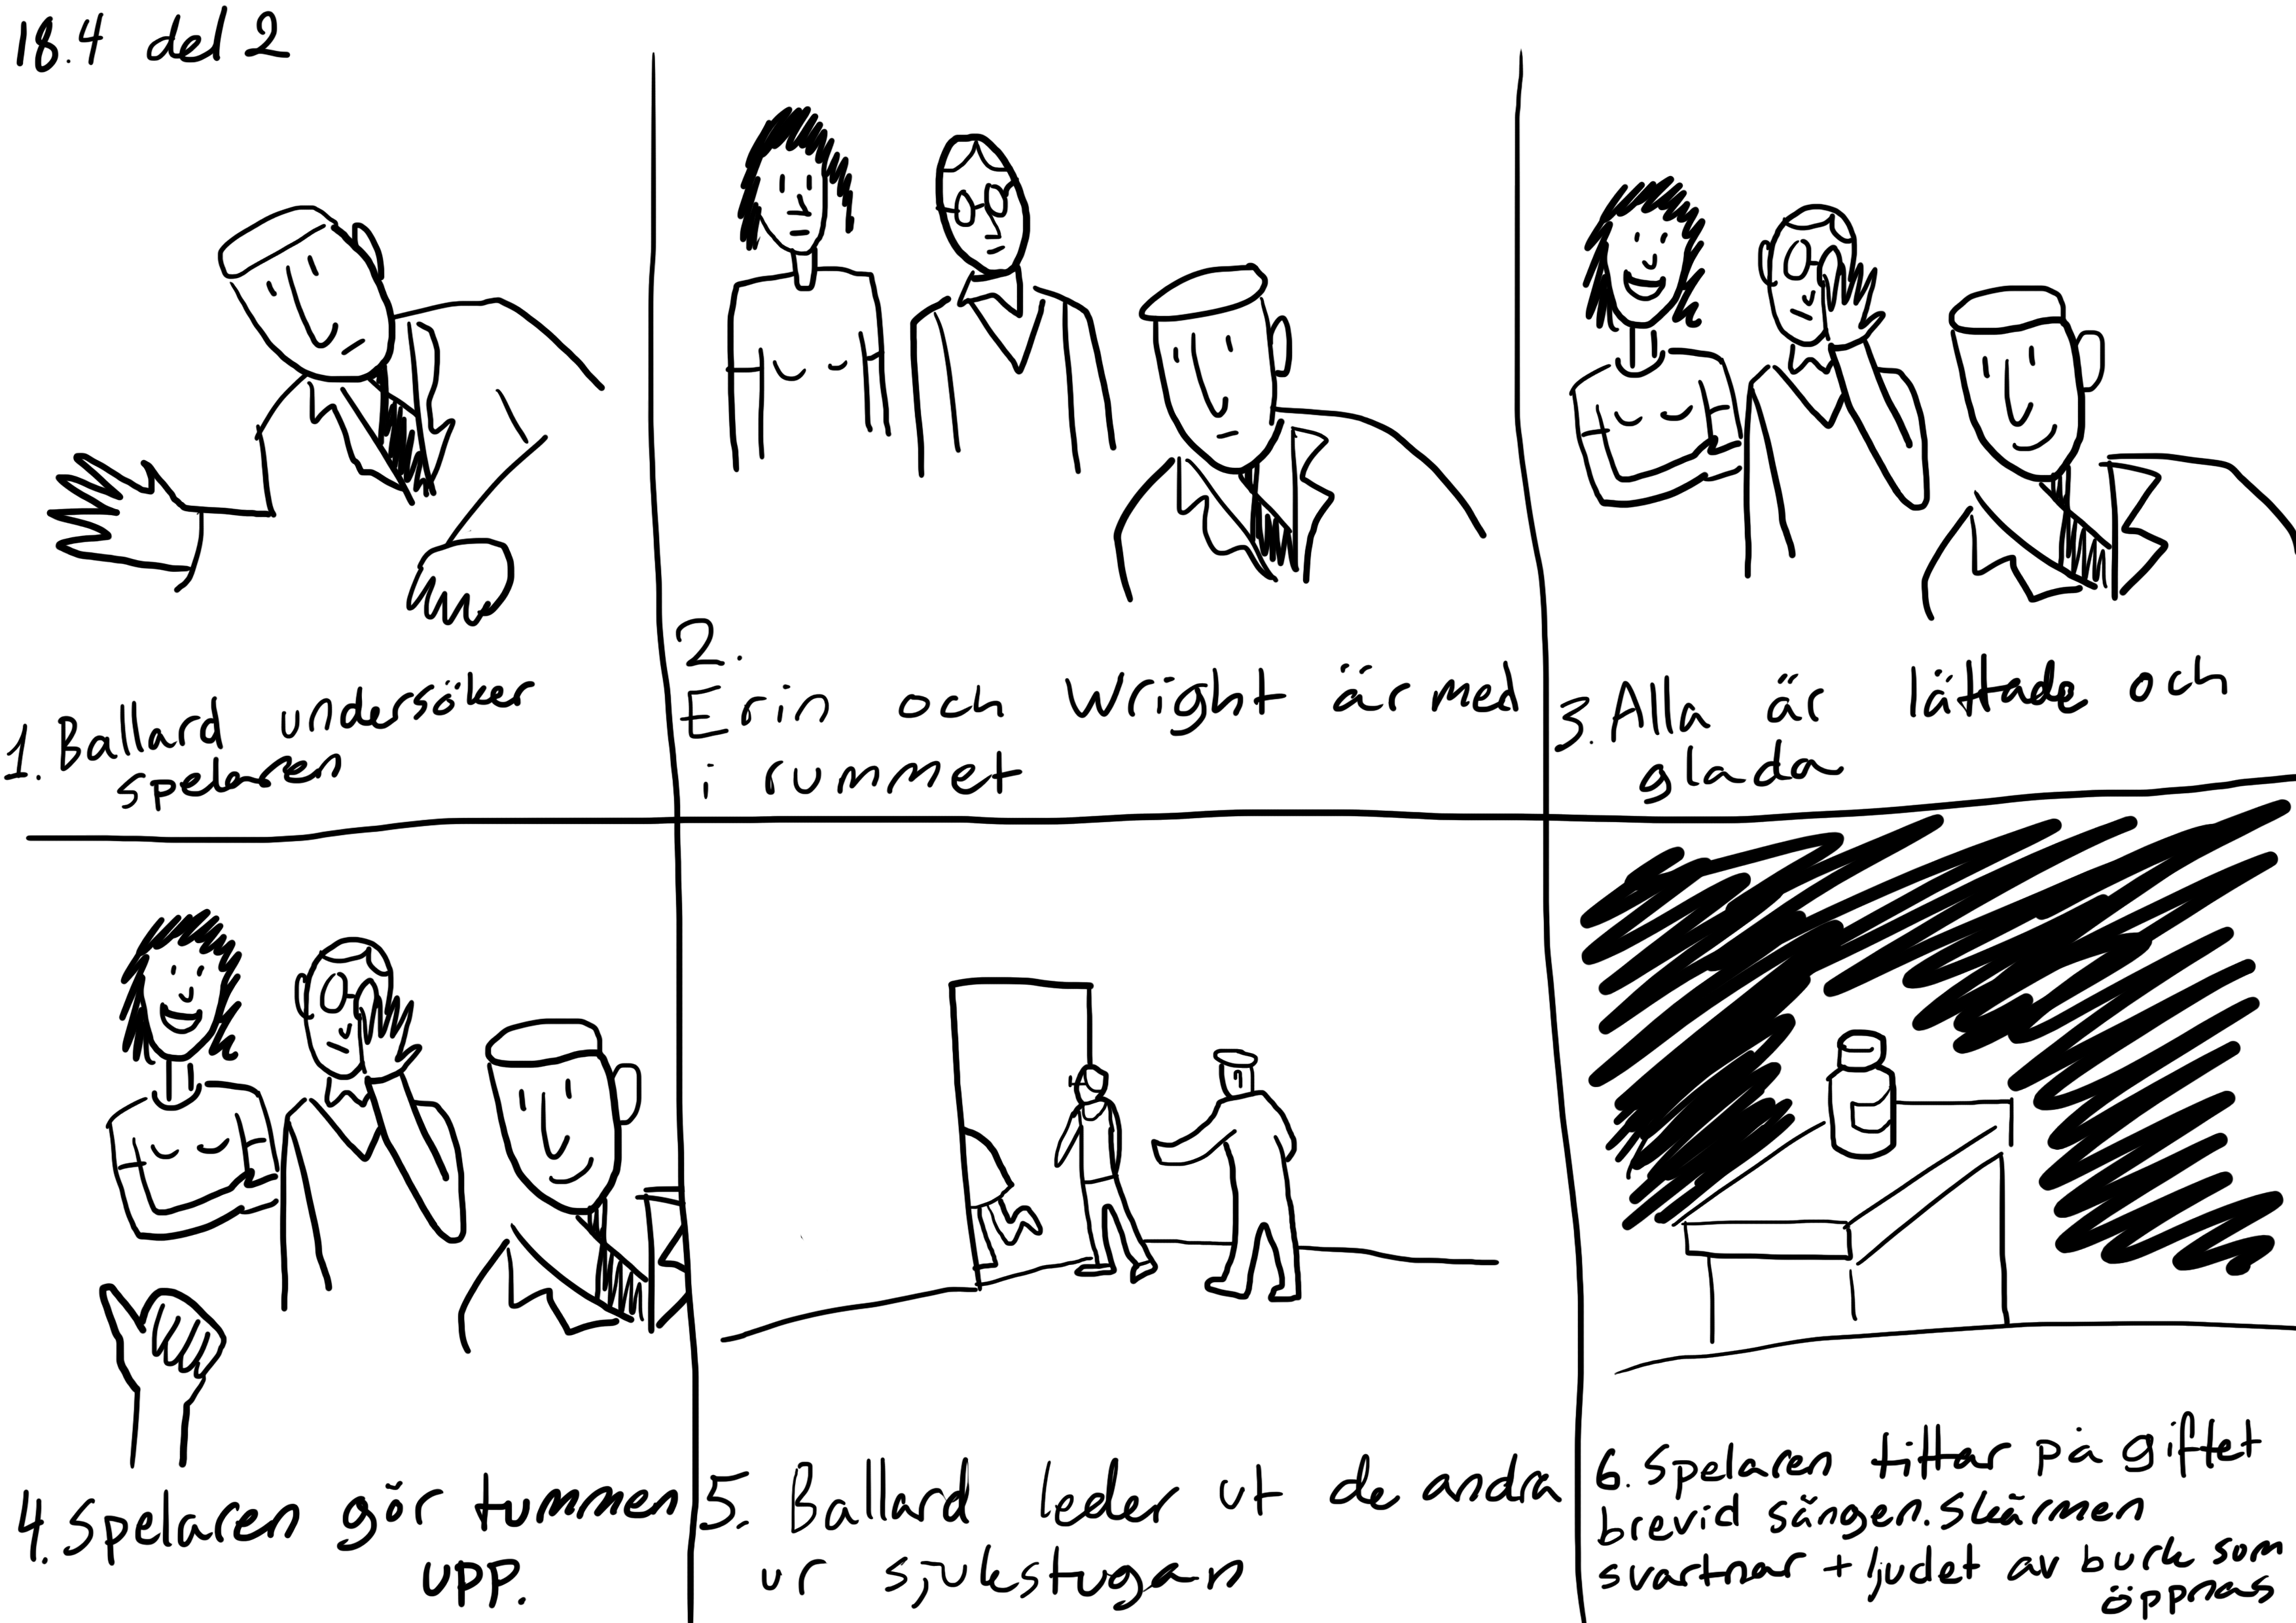 18.4 del 2
1. Ballard undersöker
spelaren
2.
Erin och Wright är med
i rummet
3. Alla är lättade och
glada
4. Spelaren gör tummen
upp.
5. Ballard leder ut de andra
ur sjukstugan
6. Spelaren tittar på giftet
brevid sängen. Skärmen
svartnar + ljudet av burk som
öppnas